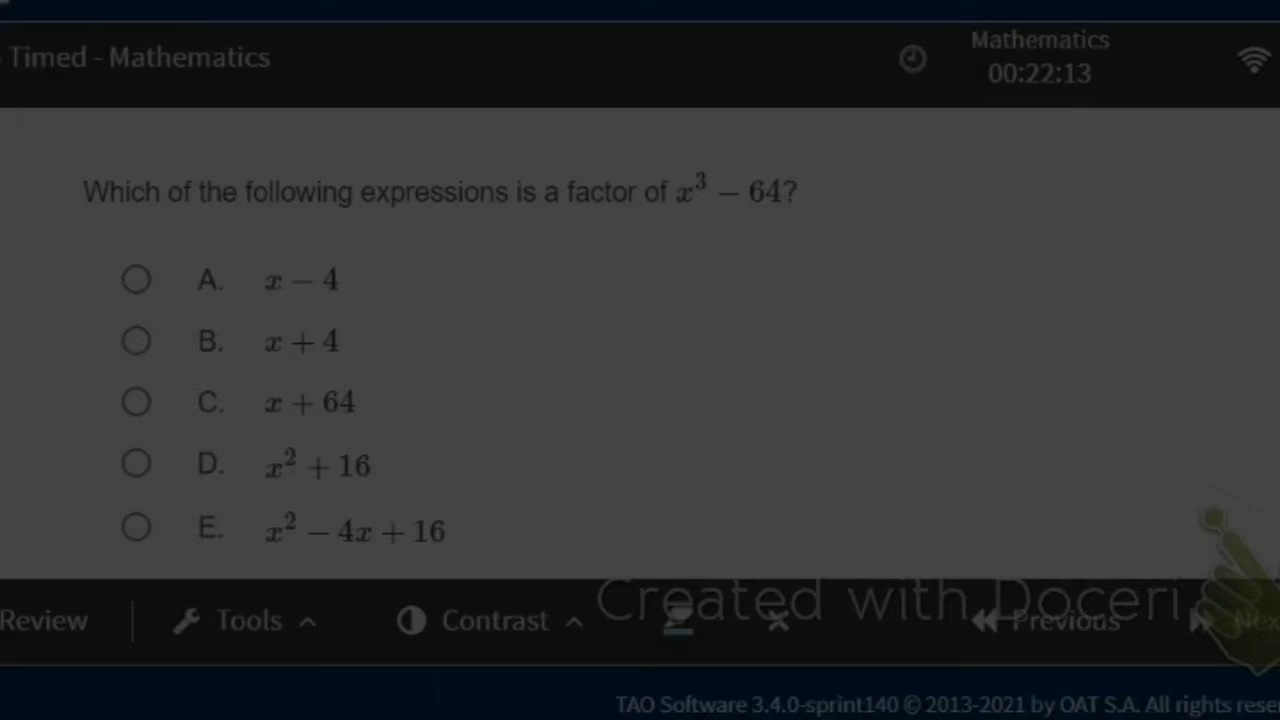 Timed - Mathematics
Mathematics
00:22:13
Which of the following expressions is a factor of x³ − 64?
A. x − 4
B. x + 4
C. x + 64
D. x² + 16
E. x² − 4x + 16
Review
Tools
Contrast
Previous
Created with Doceri
TAO Software 3.4.0-sprint140 © 2013-2021 by OAT S.A. All rights